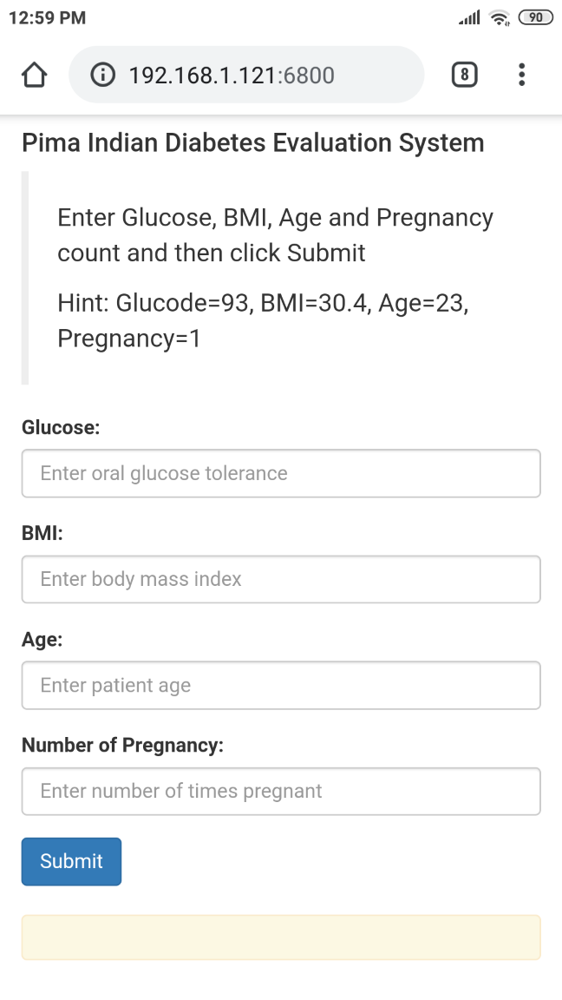 12:59 PM
90
192.168.1.121:6800
8
Pima Indian Diabetes Evaluation System
Enter Glucose, BMI, Age and Pregnancy
count and then click Submit
Hint: Glucode=93, BMI=30.4, Age=23,
Pregnancy=1
Glucose:
Enter oral glucose tolerance
BMI:
Enter body mass index
Age:
Enter patient age
Number of Pregnancy:
Enter number of times pregnant
Submit